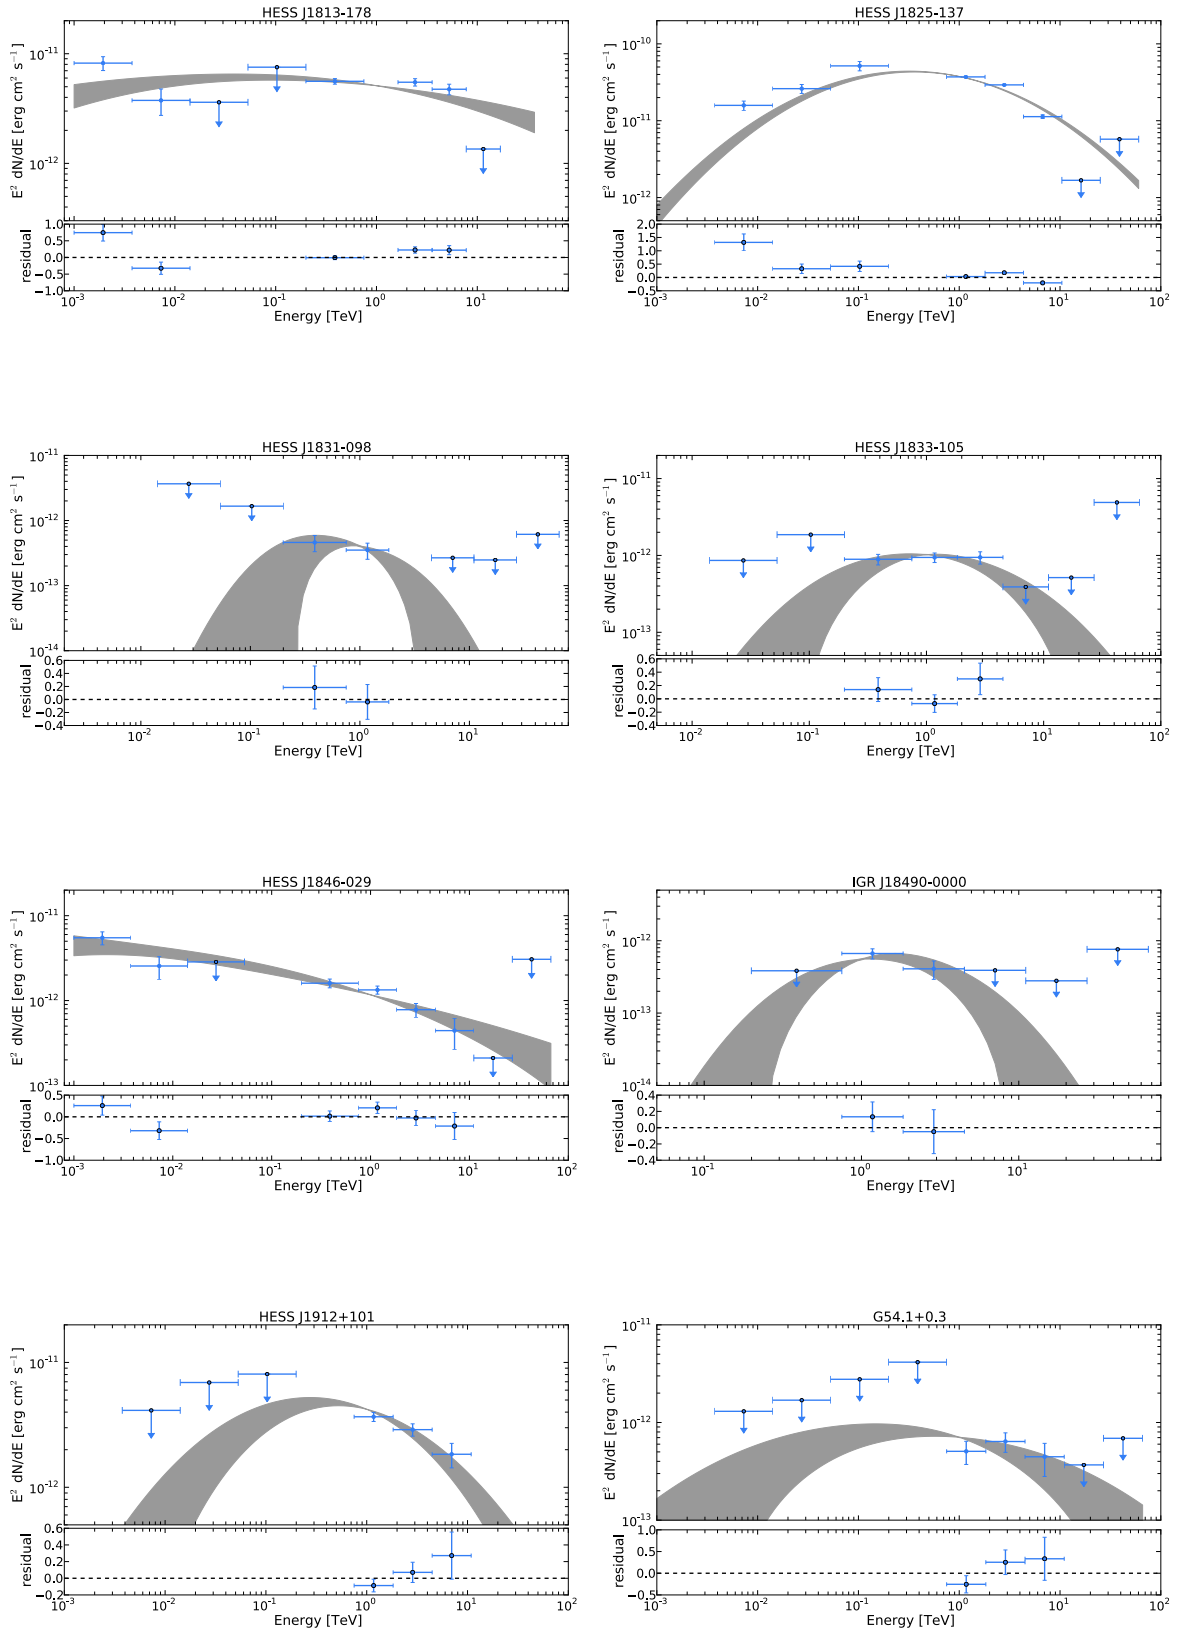 HESS J1813-178
E² dN/dE [erg cm² s⁻¹]
10⁻¹¹
10⁻¹²
residual
1.0
0.5
0.0
−0.5
−1.0
10⁻³ 10⁻² 10⁻¹ 10⁰ 10¹
Energy [TeV]
HESS J1825-137
E² dN/dE [erg cm² s⁻¹]
10⁻¹⁰
10⁻¹¹
10⁻¹²
residual
2.0
1.5
1.0
0.5
0.0
−0.5
10⁻³ 10⁻² 10⁻¹ 10⁰ 10¹ 10²
Energy [TeV]
HESS J1831-098
E² dN/dE [erg cm² s⁻¹]
10⁻¹¹
10⁻¹²
10⁻¹³
10⁻¹⁴
residual
0.6
0.4
0.2
0.0
−0.2
−0.4
10⁻² 10⁻¹ 10⁰ 10¹
Energy [TeV]
HESS J1833-105
E² dN/dE [erg cm² s⁻¹]
10⁻¹¹
10⁻¹²
10⁻¹³
residual
0.6
0.4
0.2
0.0
−0.2
−0.4
10⁻² 10⁻¹ 10⁰ 10¹ 10²
Energy [TeV]
HESS J1846-029
E² dN/dE [erg cm² s⁻¹]
10⁻¹¹
10⁻¹²
10⁻¹³
residual
0.5
0.0
−0.5
−1.0
10⁻³ 10⁻² 10⁻¹ 10⁰ 10¹ 10²
Energy [TeV]
IGR J18490-0000
E² dN/dE [erg cm² s⁻¹]
10⁻¹²
10⁻¹³
10⁻¹⁴
residual
0.4
0.2
0.0
−0.2
−0.4
10⁻¹ 10⁰ 10¹
Energy [TeV]
HESS J1912+101
E² dN/dE [erg cm² s⁻¹]
10⁻¹¹
10⁻¹²
residual
0.6
0.4
0.2
0.0
−0.2
10⁻³ 10⁻² 10⁻¹ 10⁰ 10¹ 10²
Energy [TeV]
G54.1+0.3
E² dN/dE [erg cm² s⁻¹]
10⁻¹¹
10⁻¹²
10⁻¹³
residual
1.0
0.5
0.0
−0.5
10⁻³ 10⁻² 10⁻¹ 10⁰ 10¹ 10²
Energy [TeV]